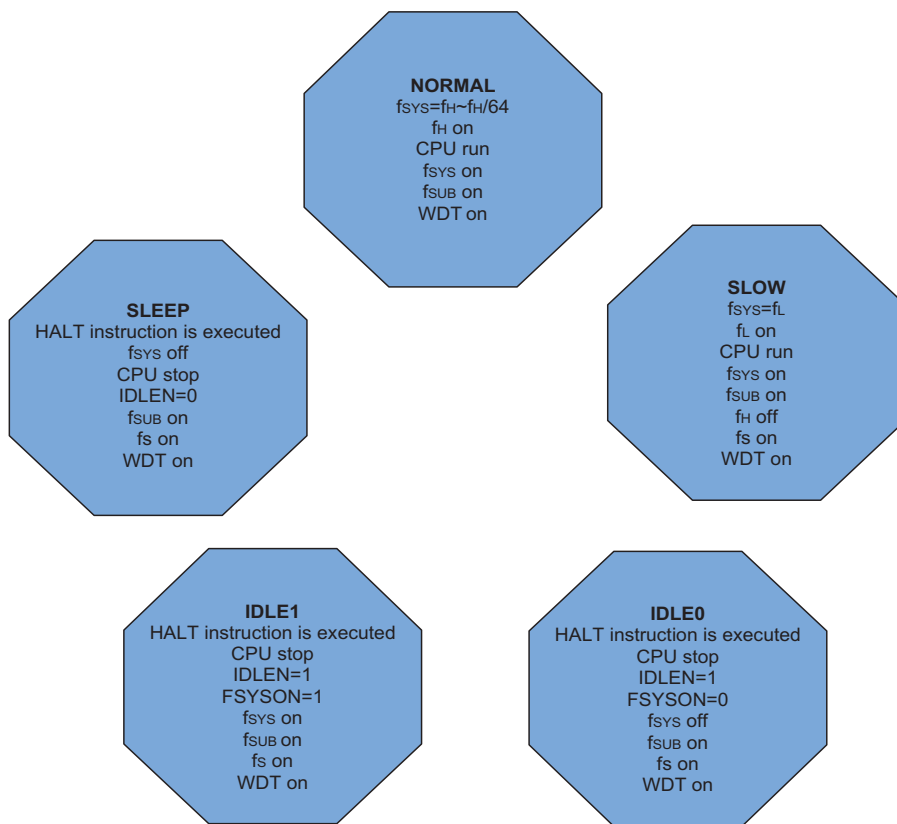 NORMAL
fSYS=fH~fH/64
fH on
CPU run
fSYS on
fSUB on
WDT on
SLEEP
HALT instruction is executed
fSYS off
CPU stop
IDLEN=0
fSUB on
fS on
WDT on
SLOW
fSYS=fL
fL on
CPU run
fSYS on
fSUB on
fH off
fS on
WDT on
IDLE1
HALT instruction is executed
CPU stop
IDLEN=1
FSYSON=1
fSYS on
fSUB on
fS on
WDT on
IDLE0
HALT instruction is executed
CPU stop
IDLEN=1
FSYSON=0
fSYS off
fSUB on
fS on
WDT on